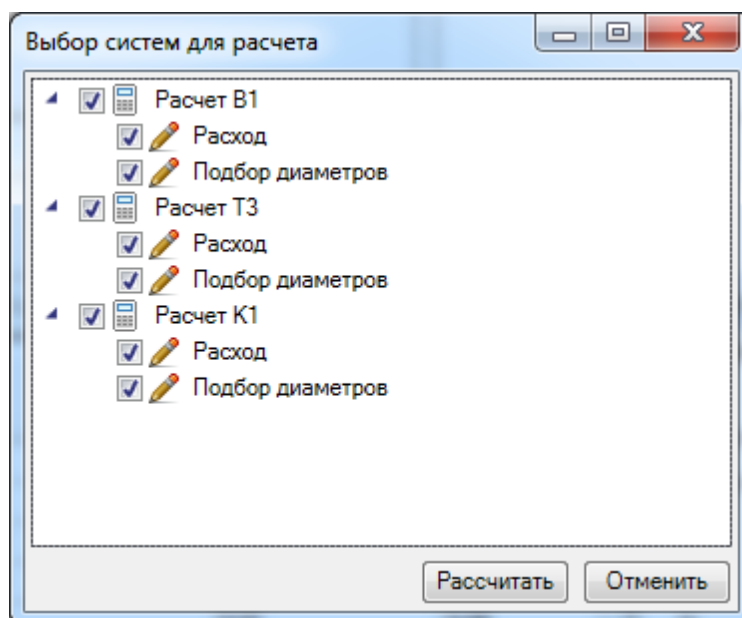 Выбор систем для расчета
Расчет В1
Расход
Подбор диаметров
Расчет Т3
Расход
Подбор диаметров
Расчет К1
Расход
Подбор диаметров
Рассчитать Отменить